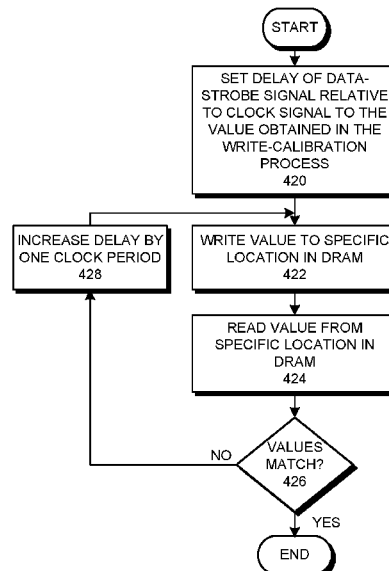 START
SET DELAY OF DATA-
STROBE SIGNAL RELATIVE
TO CLOCK SIGNAL TO THE
VALUE OBTAINED IN THE
WRITE-CALIBRATION
PROCESS
420
INCREASE DELAY BY
ONE CLOCK PERIOD
428
WRITE VALUE TO SPECIFIC
LOCATION IN DRAM
422
READ VALUE FROM
SPECIFIC LOCATION IN
DRAM
424
NO
VALUES
MATCH?
426
YES
END